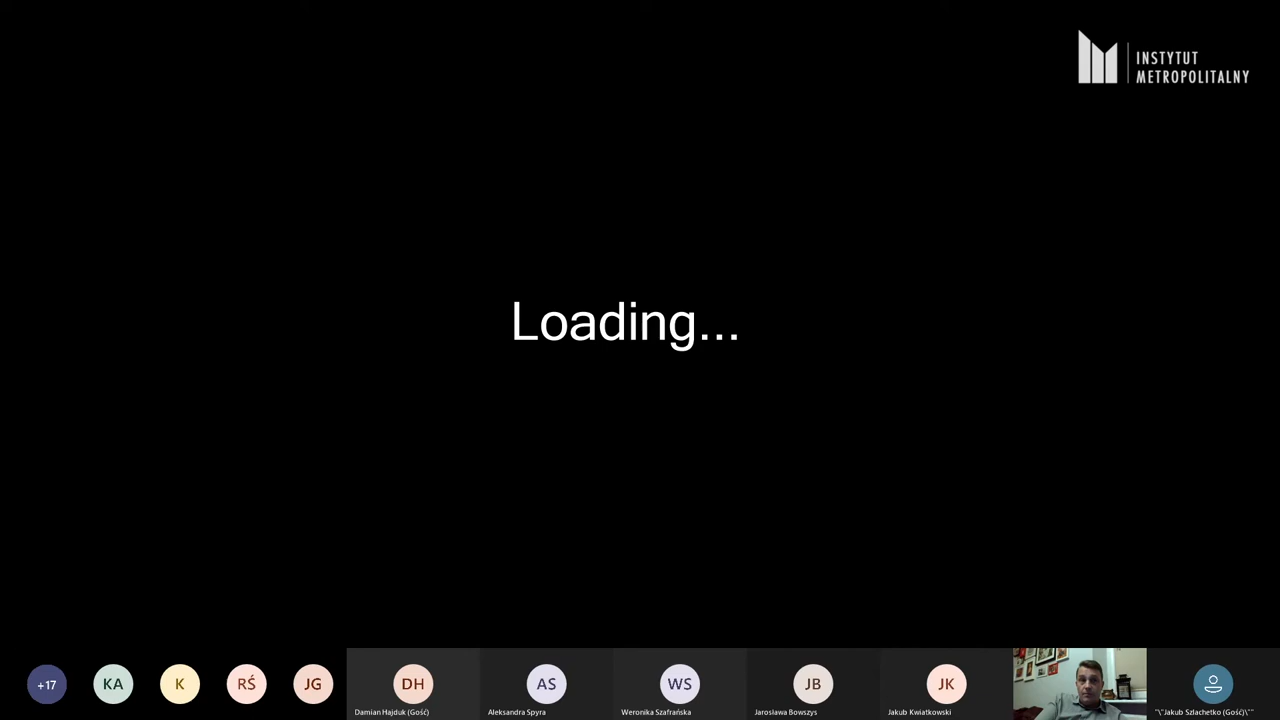 INSTYTUT
METROPOLITALNY
Loading...
+17
KA
K
RŚ
JG
DH
Damian Hajduk (Gość)
AS
Aleksandra Spyra
WS
Weronika Szafrańska
JB
Jarosława Bowszys
JK
Jakub Kwiatkowski
"\"Jakub Szlachetko (Gość)\""